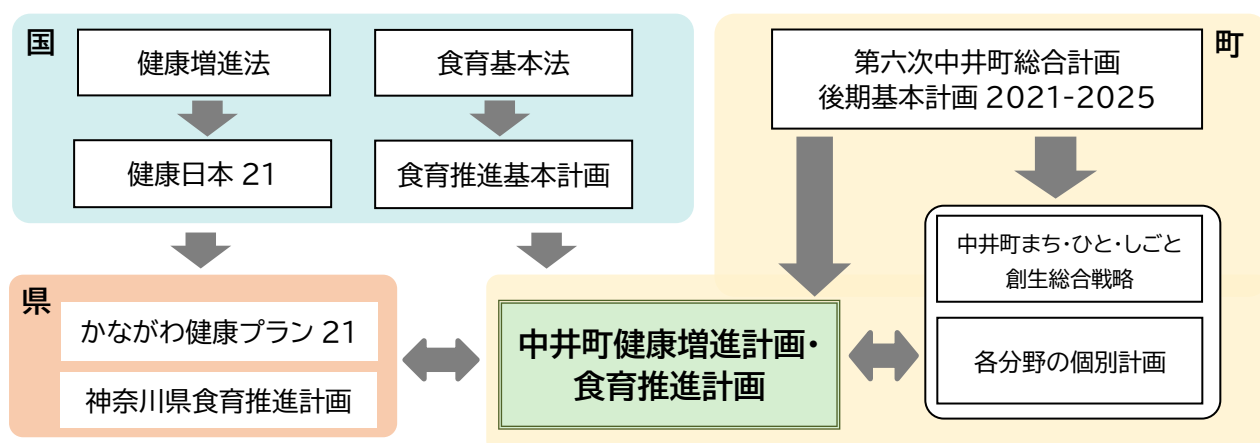 国
健康増進法
食育基本法
健康日本 21
食育推進基本計画
町
第六次中井町総合計画
後期基本計画 2021-2025
中井町まち・ひと・しごと
創生総合戦略
各分野の個別計画
県
かながわ健康プラン 21
神奈川県食育推進計画
中井町健康増進計画・
食育推進計画